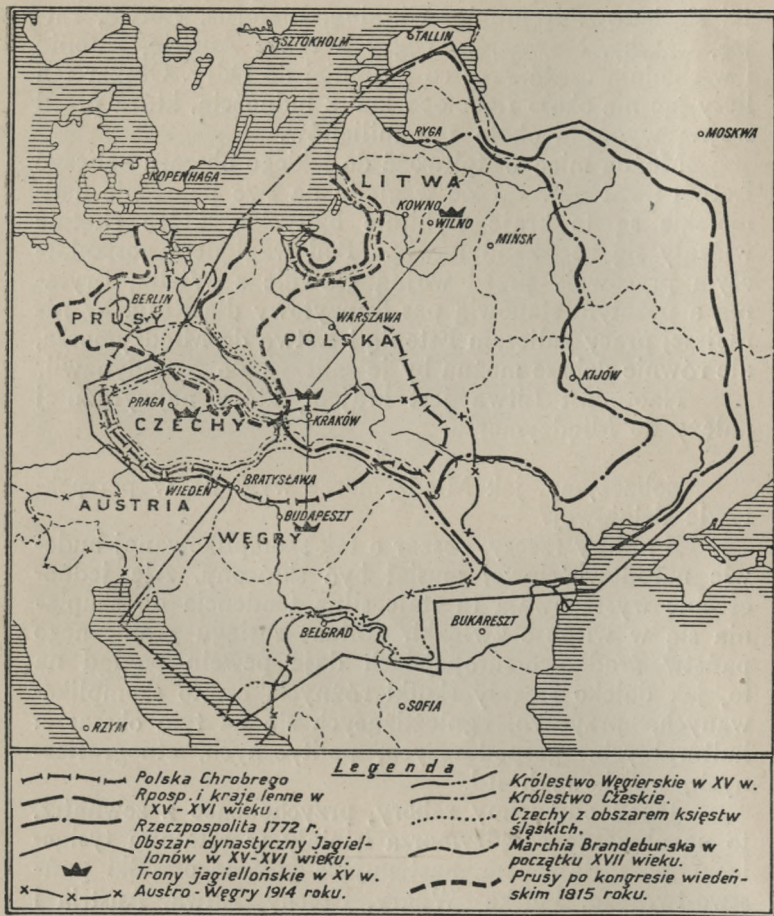 SZTOKHOLM
TALLIN
RYGA
MOSKWA
KOPENHAGA
LITWA
KOWNO
WILNO
MIŃSK
BERLIN
PRUSY
WARSZAWA
POLSKA
KIJÓW
PRAGA
CZECHY
KRAKÓW
WIEDEŃ
BRATYSŁAWA
AUSTRIA
BUDAPESZT
WĘGRY
BELGRAD
BUKARESZT
SOFIA
RZYM
Legenda
Polska Chrobrego
Rposp. i kraje lenne w
XV-XVI wieku.
Rzeczpospolita 1772 r.
Obszar dynastyczny Jagiel-
lonów w XV-XVI wieku.
Trony jagiellońskie w XV w.
Austro-Węgry 1914 roku.
Królestwo Węgierskie w XV w.
Królestwo Czeskie.
Czechy z obszarem księstw
śląskich.
Marchia Brandeburska w
początku XVII wieku.
Prusy po kongresie wiedeń-
skim 1815 roku.